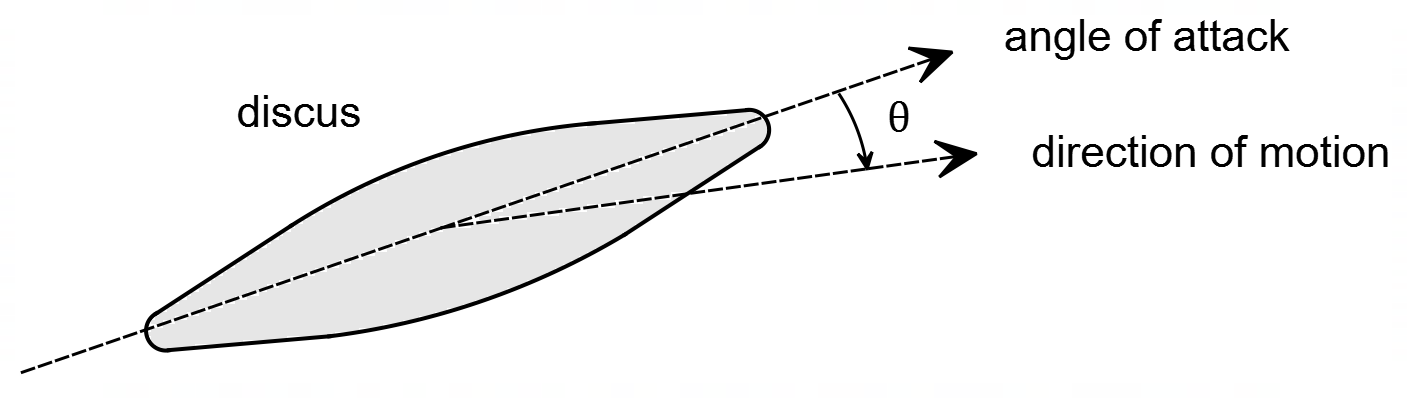 angle of attack
discus
θ
direction of motion